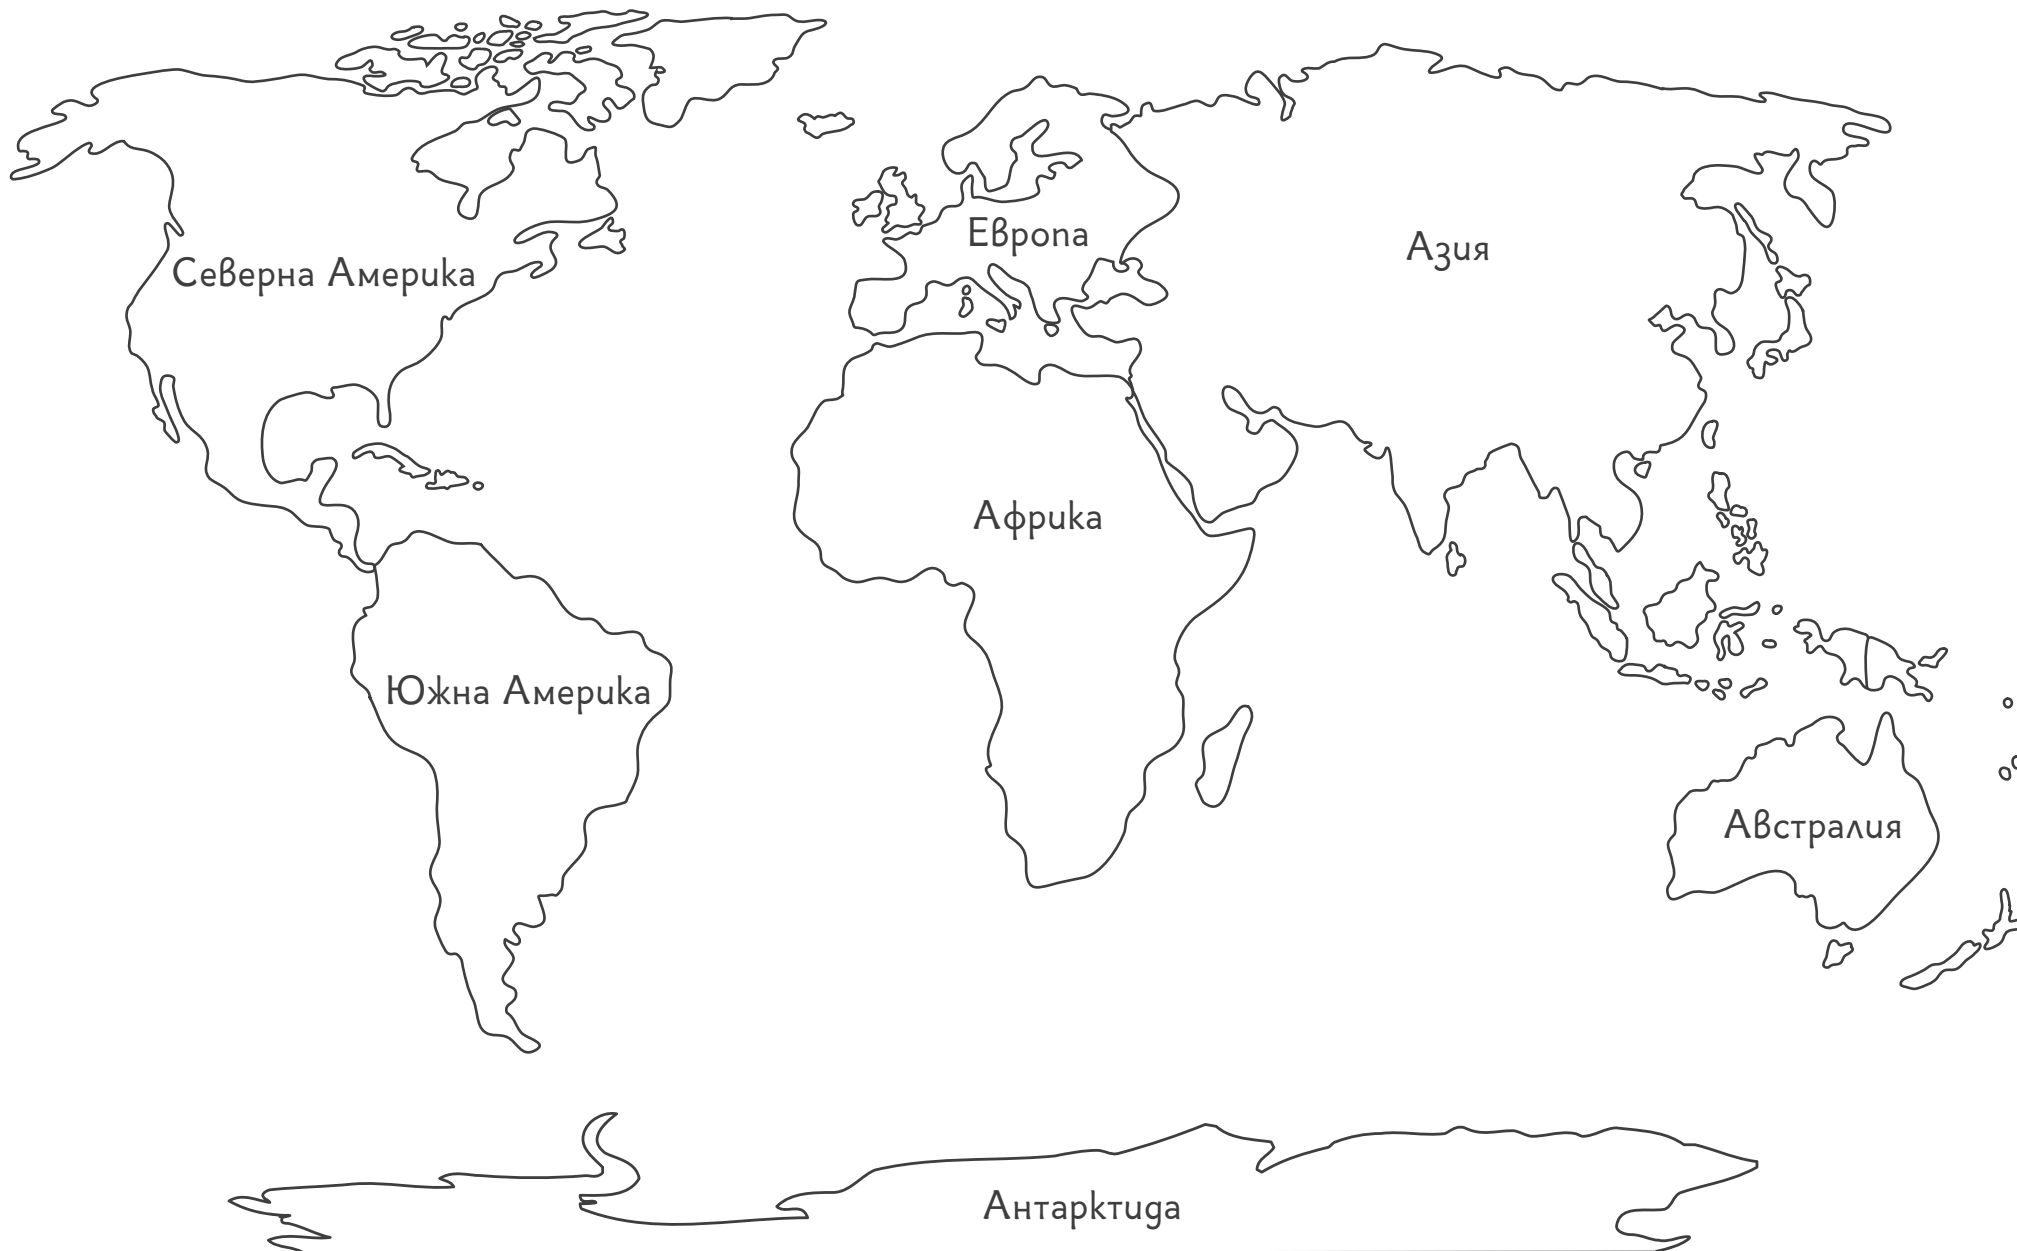 Европа
Азия
Северна Америка
Африка
Южна Америка
Австралия
Антарктида